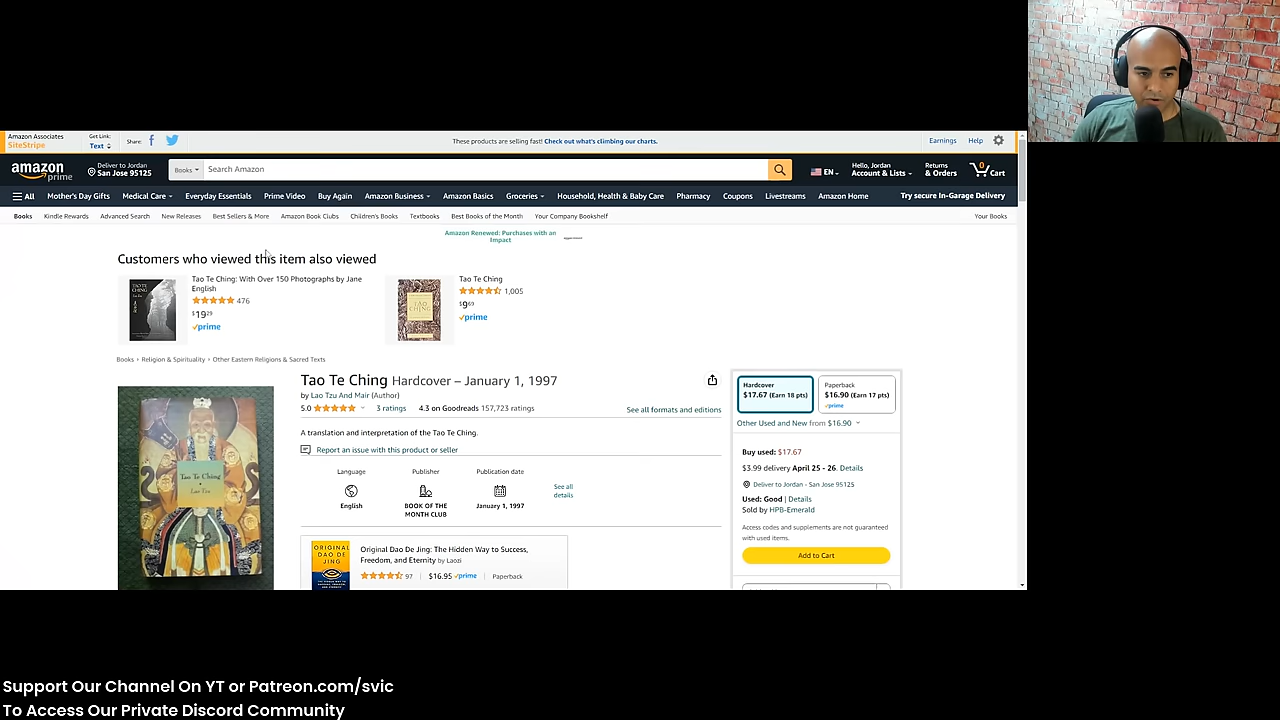 Amazon Associates
SiteStripe
Get Link:
Text
Share:
These products are selling fast! Check out what's climbing our charts.
Earnings
Help
amazon
prime
Deliver to Jordan
San Jose 95125
Books
Search Amazon
EN
Hello, Jordan
Account & Lists
Returns
& Orders
0
Cart
All
Mother's Day Gifts
Medical Care
Everyday Essentials
Prime Video
Buy Again
Amazon Business
Amazon Basics
Groceries
Household, Health & Baby Care
Pharmacy
Coupons
Livestreams
Amazon Home
Try secure In-Garage Delivery
Books
Kindle Rewards
Advanced Search
New Releases
Best Sellers & More
Amazon Book Clubs
Children's Books
Textbooks
Best Books of the Month
Your Company Bookshelf
Your Books
Amazon Renewed: Purchases with an
Impact
Customers who viewed this item also viewed
Tao Te Ching: With Over 150 Photographs by Jane
English
476
$19
prime
Tao Te Ching
1,005
$9
prime
Books › Religion & Spirituality › Other Eastern Religions & Sacred Texts
Tao Te Ching
Lao Tzu
Tao Te Ching Hardcover – January 1, 1997
by Lao Tzu And Mair (Author)
5.0
3 ratings
4.3 on Goodreads 157,723 ratings
See all formats and editions
A translation and interpretation of the Tao Te Ching.
Report an issue with this product or seller
Language
English
Publisher
BOOK OF THE
MONTH CLUB
Publication date
January 1, 1997
See all
details
ORIGINAL
DAO DE
JING
Original Dao De Jing: The Hidden Way to Success,
Freedom, and Eternity by Laozi
97
$16.95 prime
Paperback
Hardcover
$17.67 (Earn 18 pts)
Paperback
$16.90 (Earn 17 pts)
prime
Other Used and New from $16.90
Buy used: $17.67
$3.99 delivery April 25 - 26. Details
Deliver to Jordan - San Jose 95125
Used: Good | Details
Sold by HPB-Emerald
Access codes and supplements are not guaranteed
with used items.
Add to Cart
Support Our Channel On YT or Patreon.com/svic
To Access Our Private Discord Community